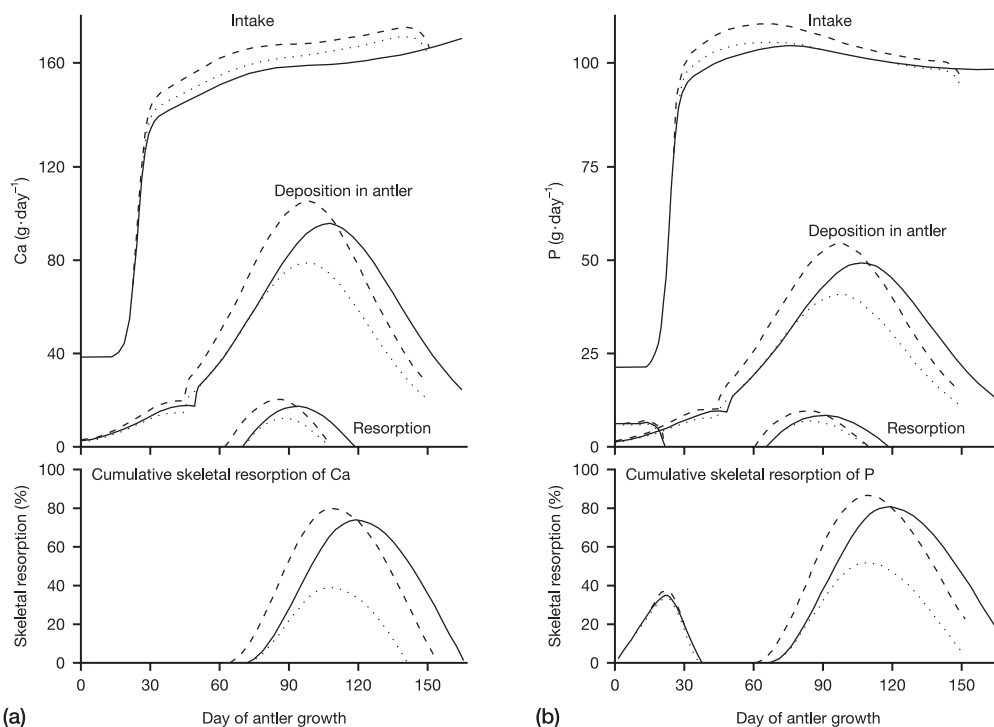 Intake
160
120
80
40
0
Ca (g·day⁻¹)
Deposition in antler
Resorption
Cumulative skeletal resorption of Ca
100
80
60
40
20
0
Skeletal resorption (%)
0 30 60 90 120 150
(a) Day of antler growth
Intake
100
75
50
25
0
P (g·day⁻¹)
Deposition in antler
Resorption
Cumulative skeletal resorption of P
100
80
60
40
20
0
Skeletal resorption (%)
0 30 60 90 120 150
(b) Day of antler growth